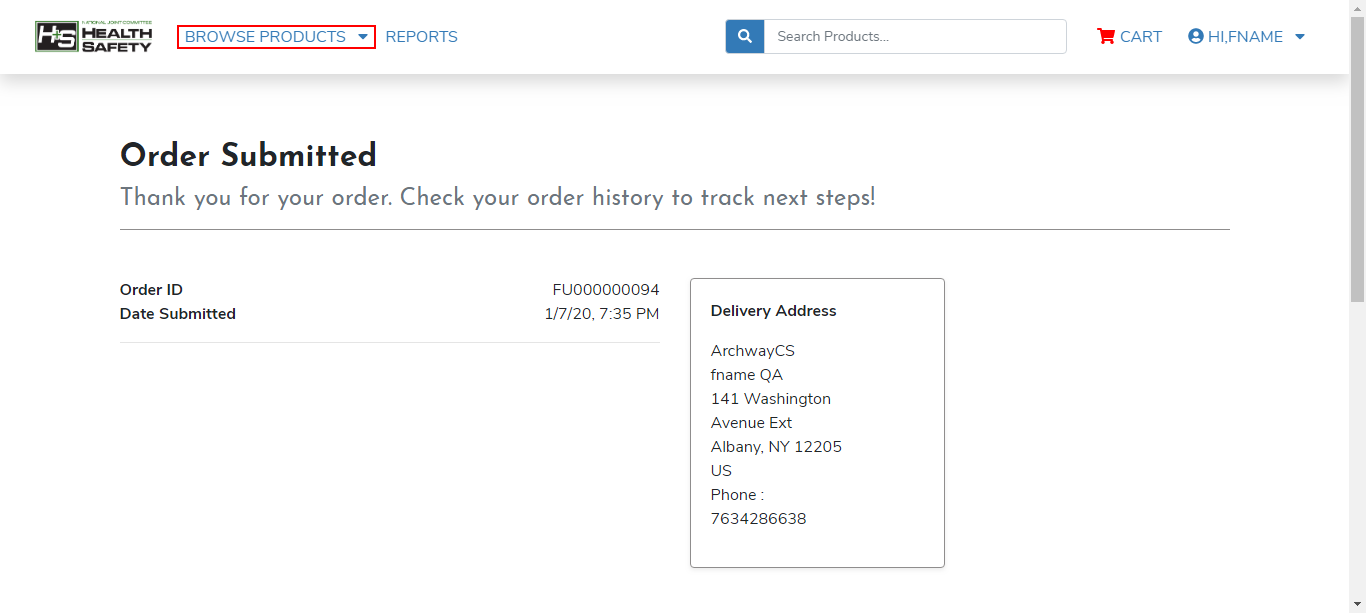 NATIONAL JOINT COMMITTEE
H+S HEALTH
SAFETY
BROWSE PRODUCTS
REPORTS
Search Products...
CART
HI,FNAME
Order Submitted
Thank you for your order. Check your order history to track next steps!
Order ID FU000000094
Date Submitted 1/7/20, 7:35 PM
Delivery Address
ArchwayCS
fname QA
141 Washington
Avenue Ext
Albany, NY 12205
US
Phone :
7634286638